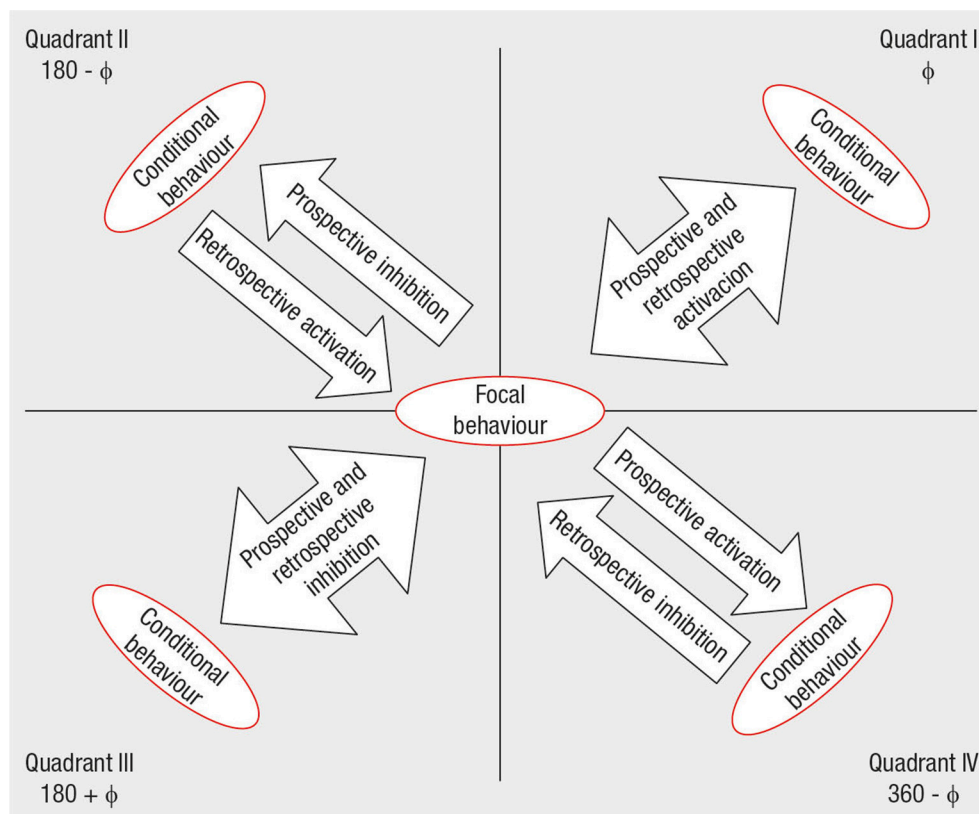 Quadrant II
180 - ϕ
Quadrant I
ϕ
Conditional
behaviour
Prospective inhibition
Retrospective activation
Prospective and
retrospective
activacion
Conditional
behaviour
Focal
behaviour
Prospective and
retrospective
inhibition
Conditional
behaviour
Prospective activation
Retrospective inhibition
Conditional
behaviour
Quadrant III
180 + ϕ
Quadrant IV
360 - ϕ